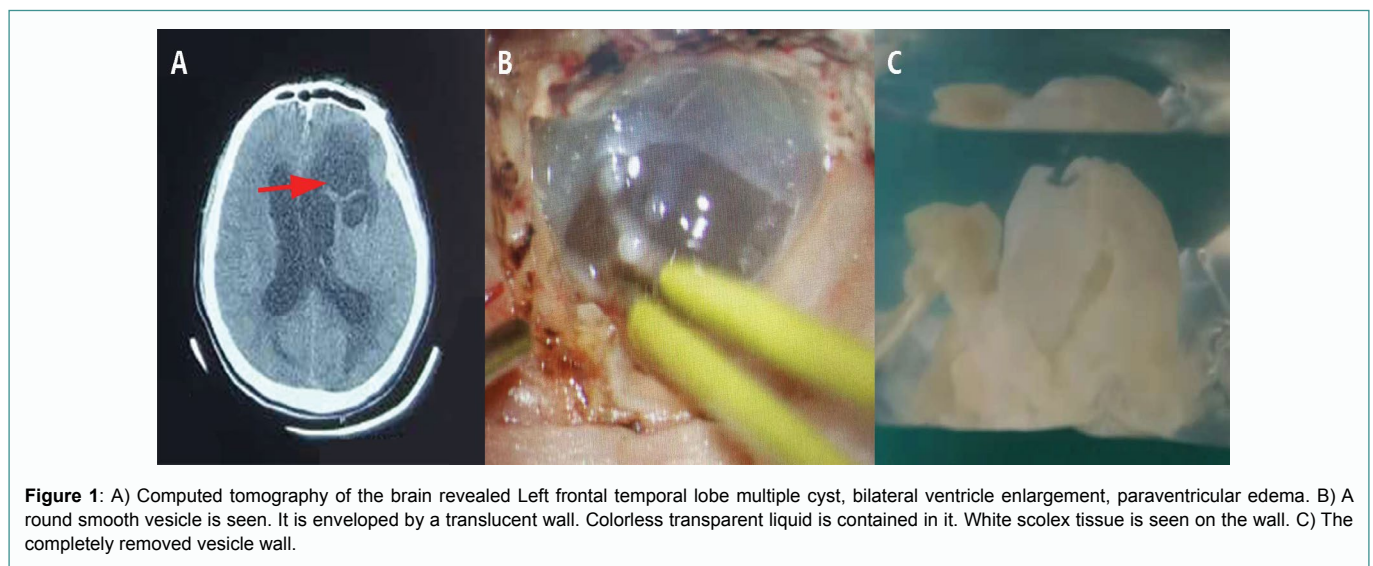 A
B
C
Figure 1: A) Computed tomography of the brain revealed Left frontal temporal lobe multiple cyst, bilateral ventricle enlargement, paraventricular edema. B) A
round smooth vesicle is seen. It is enveloped by a translucent wall. Colorless transparent liquid is contained in it. White scolex tissue is seen on the wall. C) The
completely removed vesicle wall.